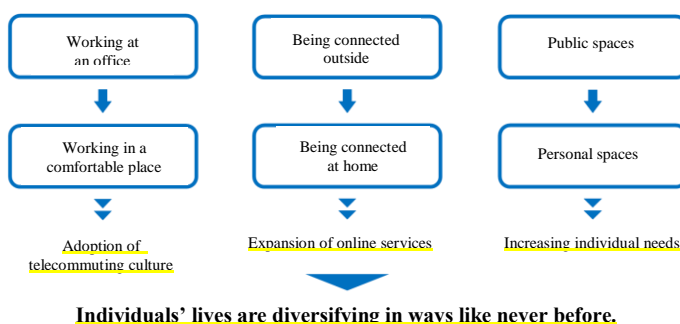 Working at
an office
Being connected
outside
Public spaces
Working in a
comfortable place
Being connected
at home
Personal spaces
Adoption of
telecommuting culture
Expansion of online services
Increasing individual needs
Individuals’ lives are diversifying in ways like never before.